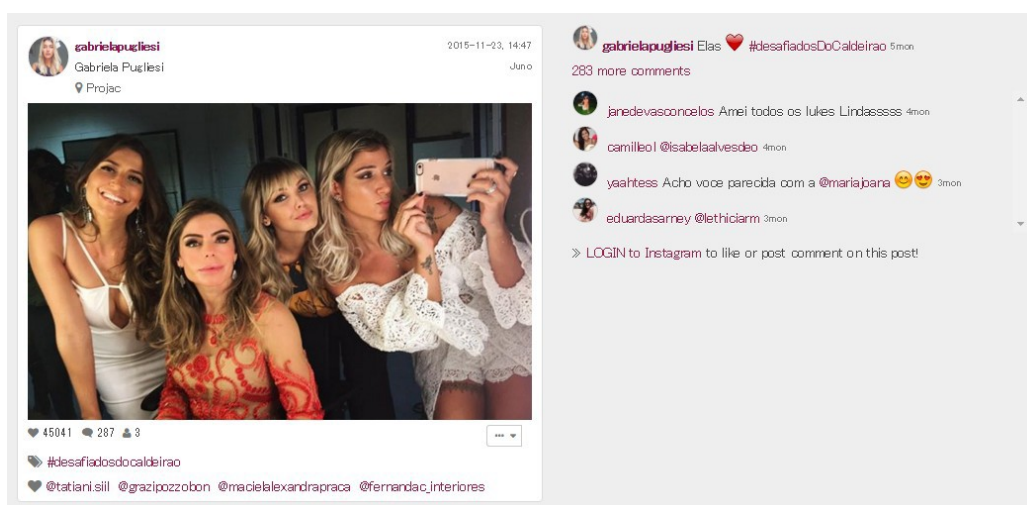 gabrielapugliesi
2015-11-23, 14:47
Gabriela Pugliesi
Juno
Projac
45041 287 3
#desafiadosdocaldeirao
@tatiani.siil @grazipozzobon @macielalexandrapraca @fernandac_interiores
gabrielapugliesi Elas ❤️ #desafiadosDoCaldeirao 5mon
283 more comments
janedevasconcelos Amei todos os lukes Lindasssss 4mon
camilleol @isabelaalvesdeo 4mon
yaahtess Acho voce parecida com a @mariajoana 😊😍 3mon
eduardasarney @lethiciarm 3mon
» LOGIN to Instagram to like or post comment on this post!